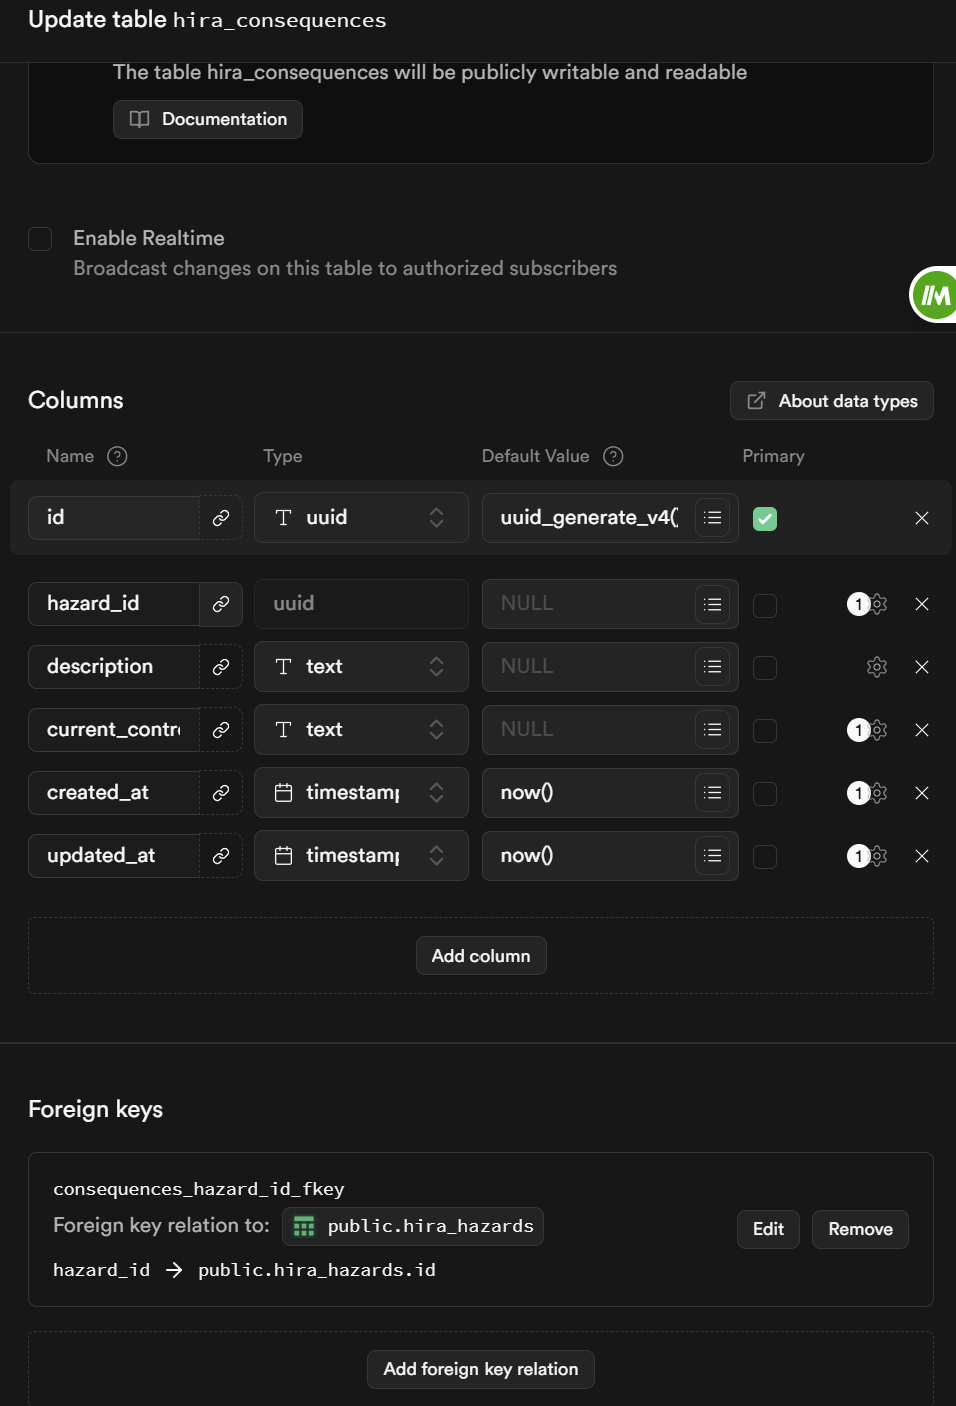 Update table hira_consequences
The table hira_consequences will be publicly writable and readable
Documentation
Enable Realtime
Broadcast changes on this table to authorized subscribers
Columns
About data types
Name ? Type Default Value ? Primary
id uuid uuid_generate_v4(
hazard_id uuid NULL 1
description text NULL
current_contr text NULL 1
created_at timestamp now() 1
updated_at timestamp now() 1
Add column
Foreign keys
consequences_hazard_id_fkey
Foreign key relation to: public.hira_hazards
Edit Remove
hazard_id → public.hira_hazards.id
Add foreign key relation